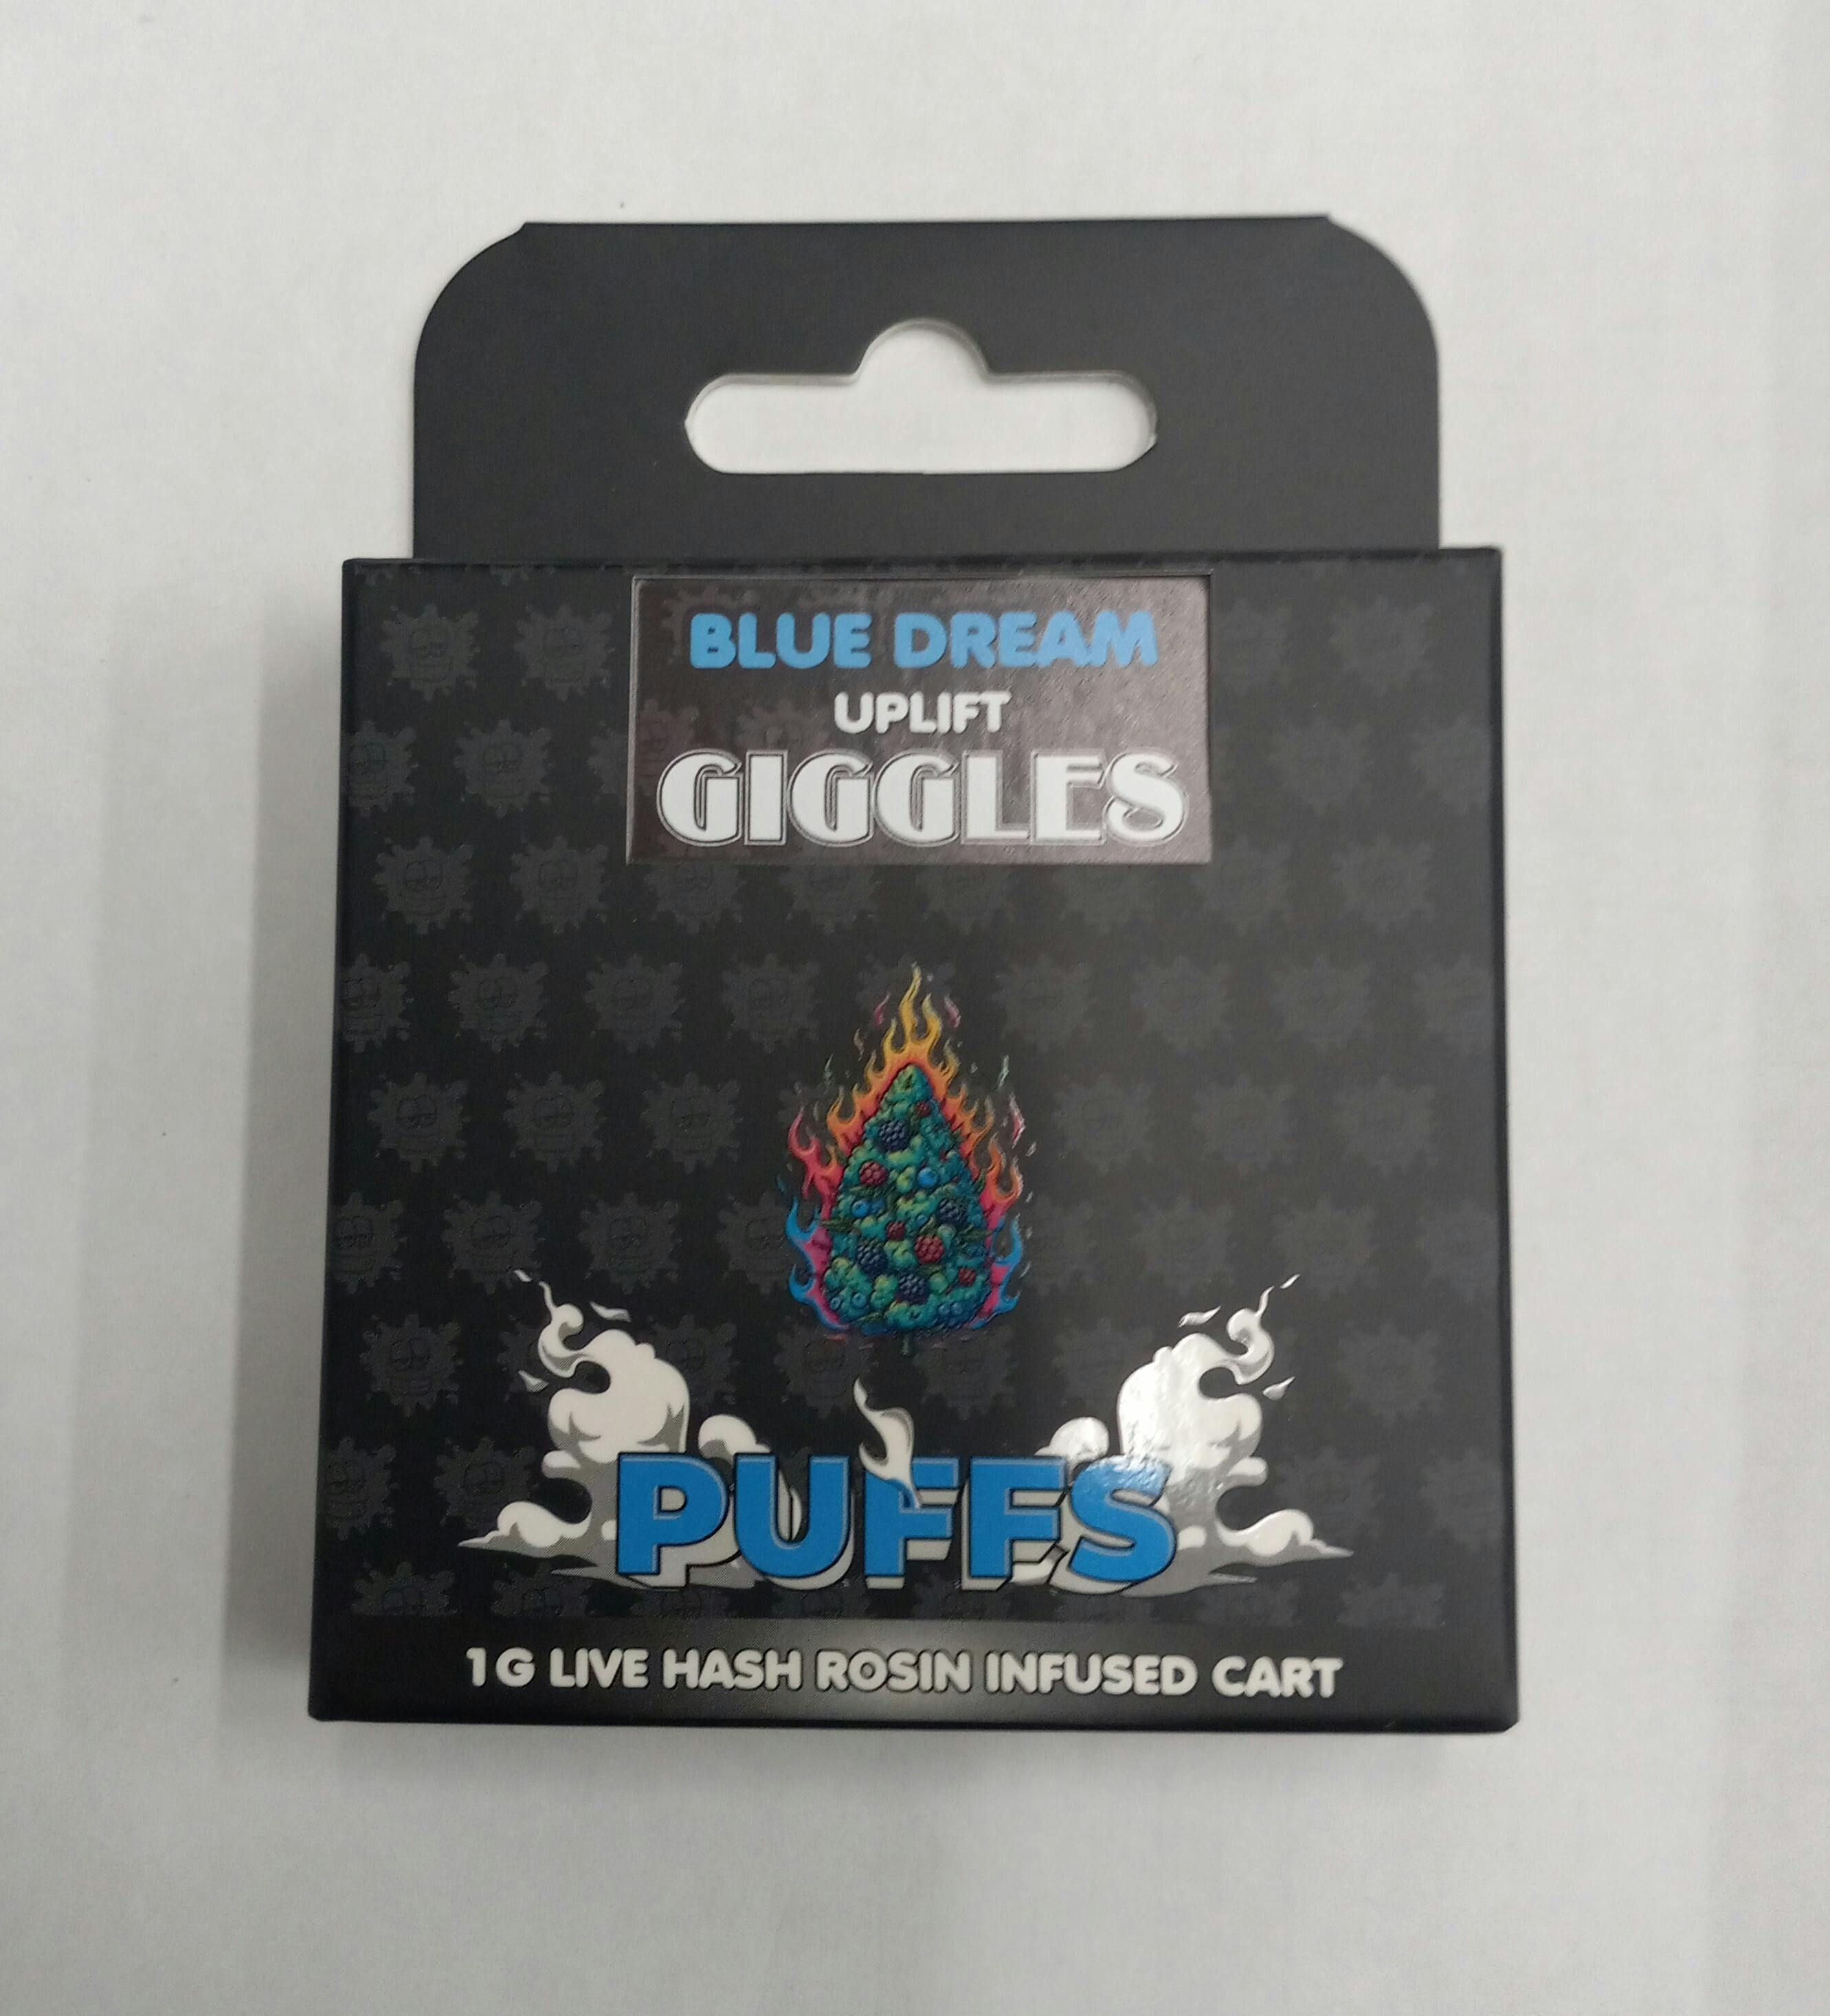 BLUE DREAM
UPLIFT
GIGGLES
PUFFS
1G LIVE HASH ROSIN INFUSED CART